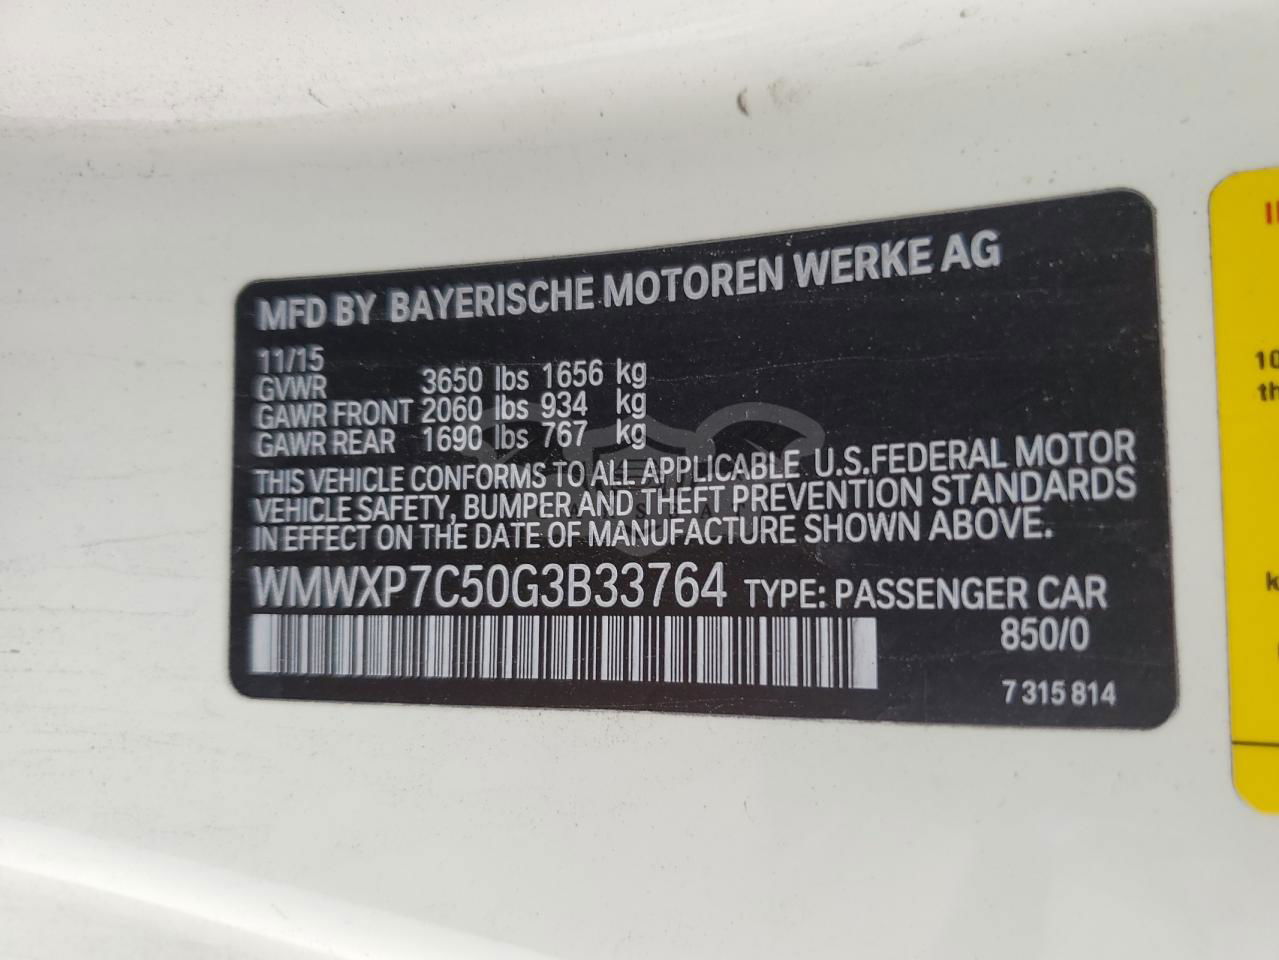 MFD BY BAYERISCHE MOTOREN WERKE AG
11/15
GVWR 3650 lbs 1656 kg
GAWR FRONT 2060 lbs 934 kg
GAWR REAR 1690 lbs 767 kg
THIS VEHICLE CONFORMS TO ALL APPLICABLE U.S.FEDERAL MOTOR
VEHICLE SAFETY, BUMPER AND THEFT PREVENTION STANDARDS
IN EFFECT ON THE DATE OF MANUFACTURE SHOWN ABOVE.
WMWXP7C50G3B33764 TYPE: PASSENGER CAR
850/0
7 315 814
10
th